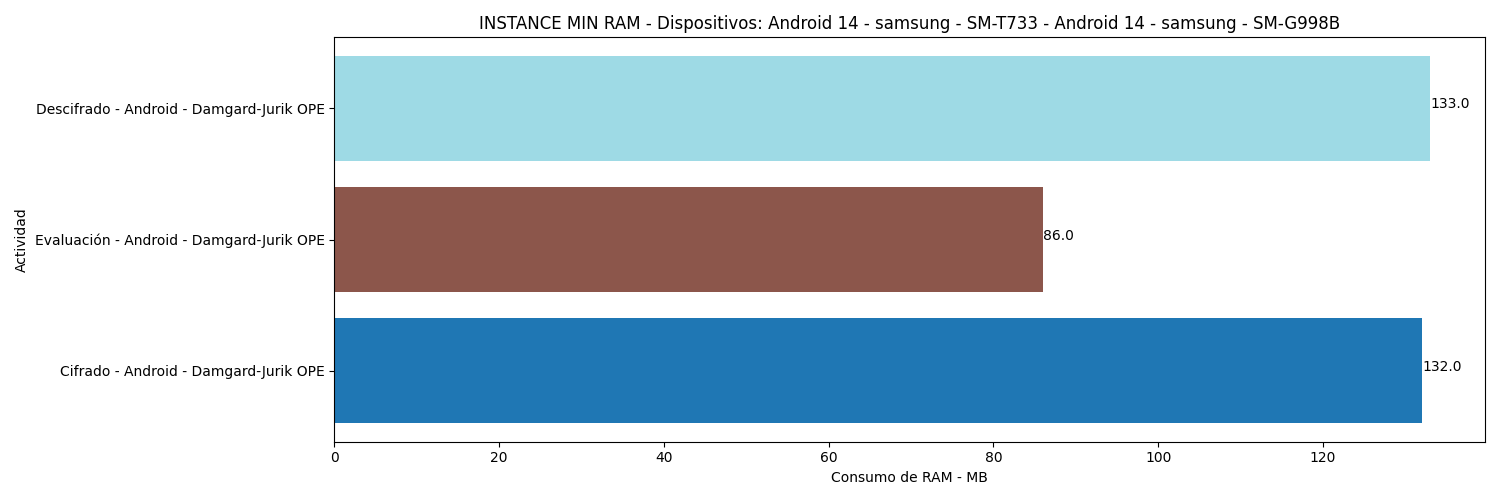 INSTANCE MIN RAM - Dispositivos: Android 14 - samsung - SM-T733 - Android 14 - samsung - SM-G998B
Descifrado - Android - Damgard-Jurik OPE
133.0
Evaluación - Android - Damgard-Jurik OPE
86.0
Cifrado - Android - Damgard-Jurik OPE
132.0
Actividad
0 20 40 60 80 100 120
Consumo de RAM - MB